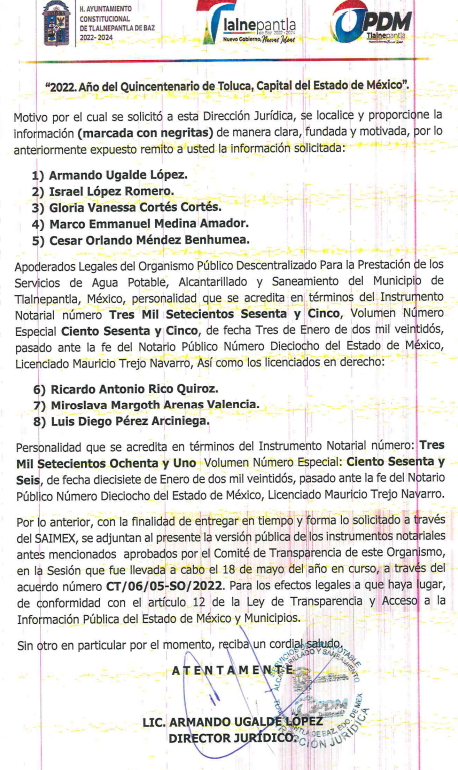 H. AYUNTAMIENTO
CONSTITUCIONAL
DE TLALNEPANTLA DE BAZ
2022- 2024
Tlalnepantla
de Baz 2022-2024
Nuevo Gobierno, Nuevas Ideas
OPDM
Tlalnepantla
"2022. Año del Quincentenario de Toluca, Capital del Estado de México".
Motivo por el cual se solicitó a esta Dirección Jurídica, se localice y proporcione la
información (marcada con negritas) de manera clara, fundada y motivada, por lo
anteriormente expuesto remito a usted la información solicitada:
1) Armando Ugalde López.
2) Israel López Romero.
3) Gloria Vanessa Cortés Cortés.
4) Marco Emmanuel Medina Amador.
5) Cesar Orlando Méndez Benhumea.
Apoderados Legales del Organismo Público Descentralizado Para la Prestación de los
Servicios de Agua Potable, Alcantarillado y Saneamiento del Municipio de
Tlalnepantla, México, personalidad que se acredita en términos del Instrumento
Notarial número Tres Mil Setecientos Sesenta y Cinco, Volumen Número
Especial Ciento Sesenta y Cinco, de fecha Tres de Enero de dos mil veintidós,
pasado ante la fe del Notario Público Número Dieciocho del Estado de México,
Licenciado Mauricio Trejo Navarro, Así como los licenciados en derecho:
6) Ricardo Antonio Rico Quiroz.
7) Miroslava Margoth Arenas Valencia.
8) Luis Diego Pérez Arciniega.
Personalidad que se acredita en términos del Instrumento Notarial número: Tres
Mil Setecientos Ochenta y Uno Volumen Número Especial: Ciento Sesenta y
Seis, de fecha diecisiete de Enero de dos mil veintidós, pasado ante la fe del Notario
Público Número Dieciocho del Estado de México, Licenciado Mauricio Trejo Navarro.
Por lo anterior, con la finalidad de entregar en tiempo y forma lo solicitado a través
del SAIMEX, se adjuntan al presente la versión pública de los instrumentos notariales
antes mencionados aprobados por el Comité de Transparencia de este Organismo,
en la Sesión que fue llevada a cabo el 18 de mayo del año en curso, a través del
acuerdo número CT/06/05-SO/2022. Para los efectos legales a que haya lugar,
de conformidad con el artículo 12 de la Ley de Transparencia y Acceso a la
Información Pública del Estado de México y Municipios.
Sin otro en particular por el momento, reciba un cordial saludo.
A T E N T A M E N T E
LIC. ARMANDO UGALDE LÓPEZ
DIRECTOR JURÍDICO.